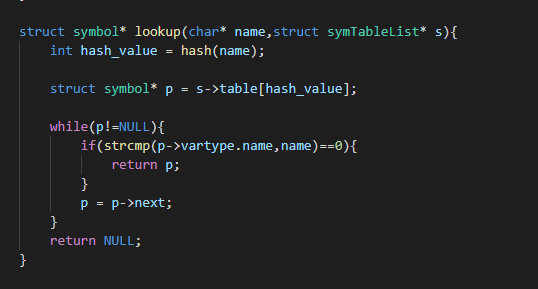 struct symbol* lookup(char* name,struct symTableList* s){
    int hash_value = hash(name);
    struct symbol* p = s->table[hash_value];
    while(p!=NULL){
        if(strcmp(p->vartype.name,name)==0){
            return p;
        }
        p = p->next;
    }
    return NULL;
}